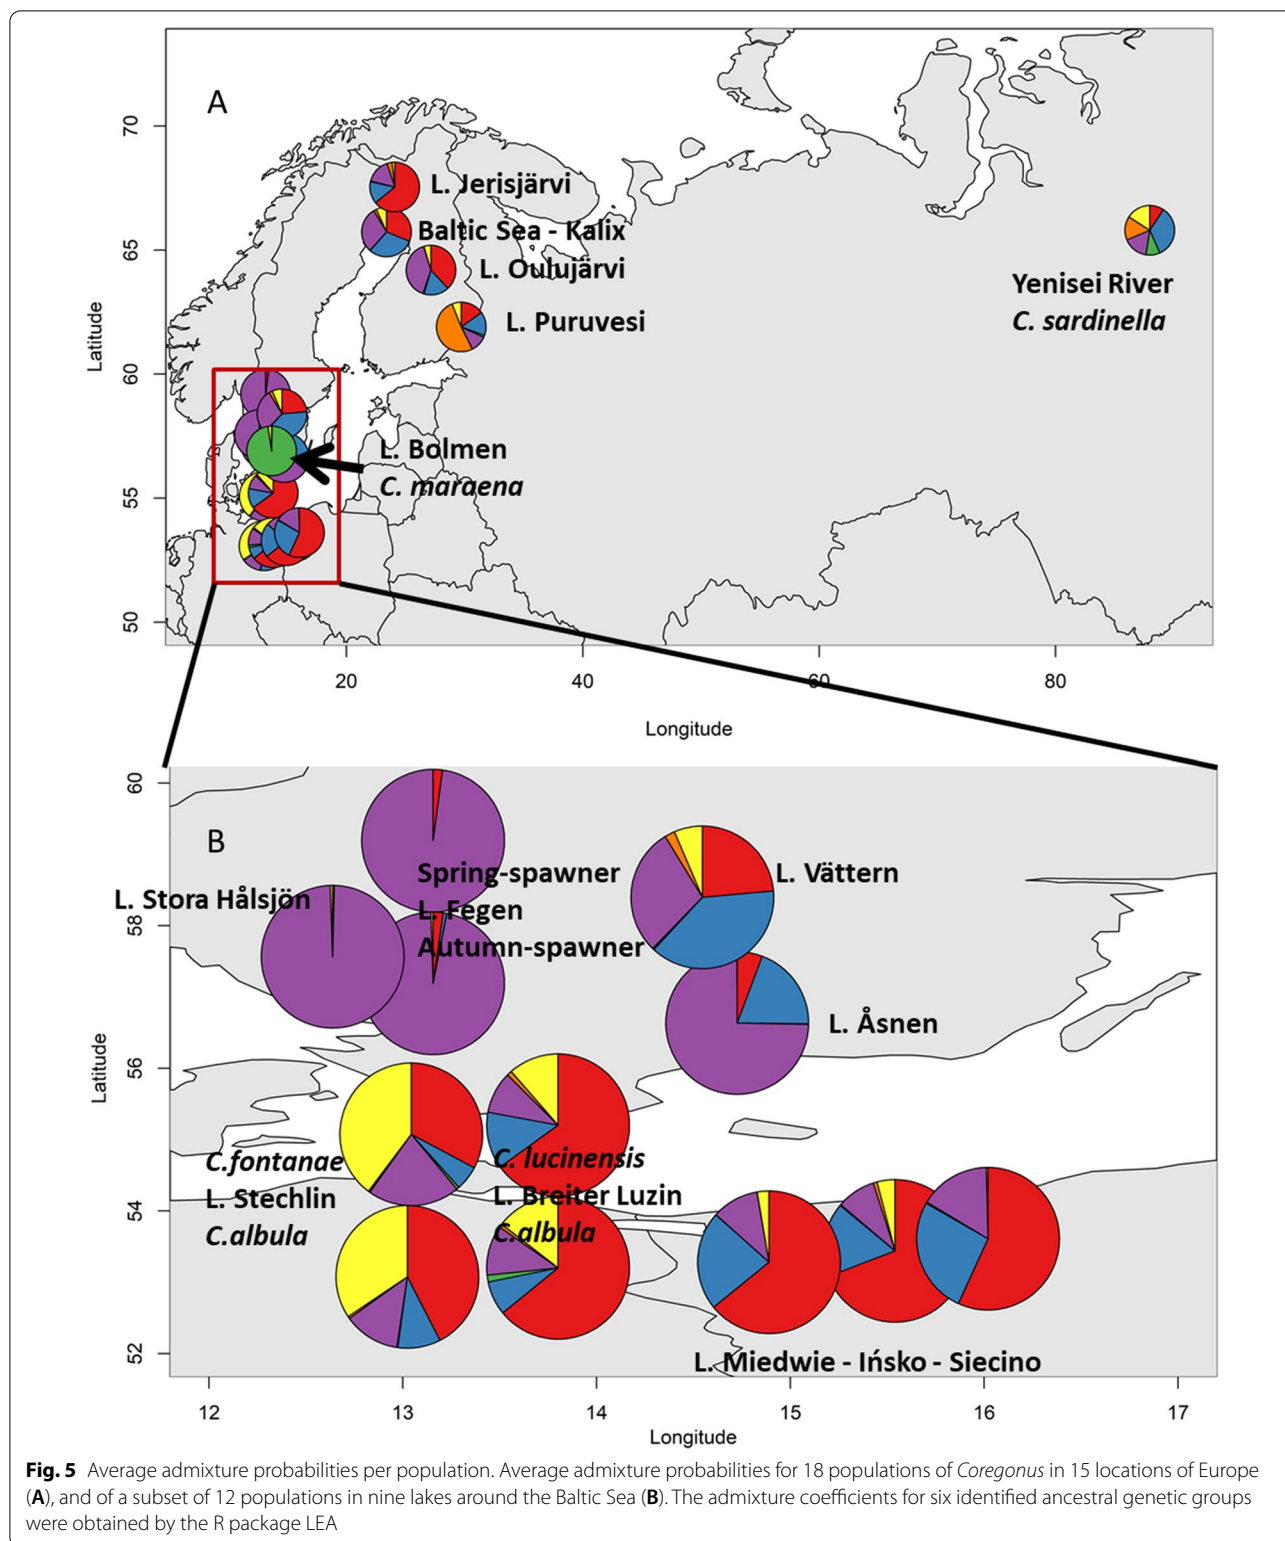 A
70
65
60
55
50
Latitude
L. Jerisjärvi
Baltic Sea - Kalix
L. Oulujärvi
L. Puruvesi
Yenisei River
C. sardinella
L. Bolmen
C. maraena
20 40 60 80
Longitude
B
60
58
56
54
52
Latitude
Spring-spawner
L. Stora Hålsjön
L. Fegen
Autumn-spawner
L. Vättern
L. Åsnen
C.fontanae
L. Stechlin
C.albula
C. lucinensis
L. Breiter Luzin
C.albula
L. Miedwie - Ińsko - Siecino
12 13 14 15 16 17
Longitude
Fig. 5 Average admixture probabilities per population. Average admixture probabilities for 18 populations of Coregonus in 15 locations of Europe
(A), and of a subset of 12 populations in nine lakes around the Baltic Sea (B). The admixture coefficients for six identified ancestral genetic groups
were obtained by the R package LEA